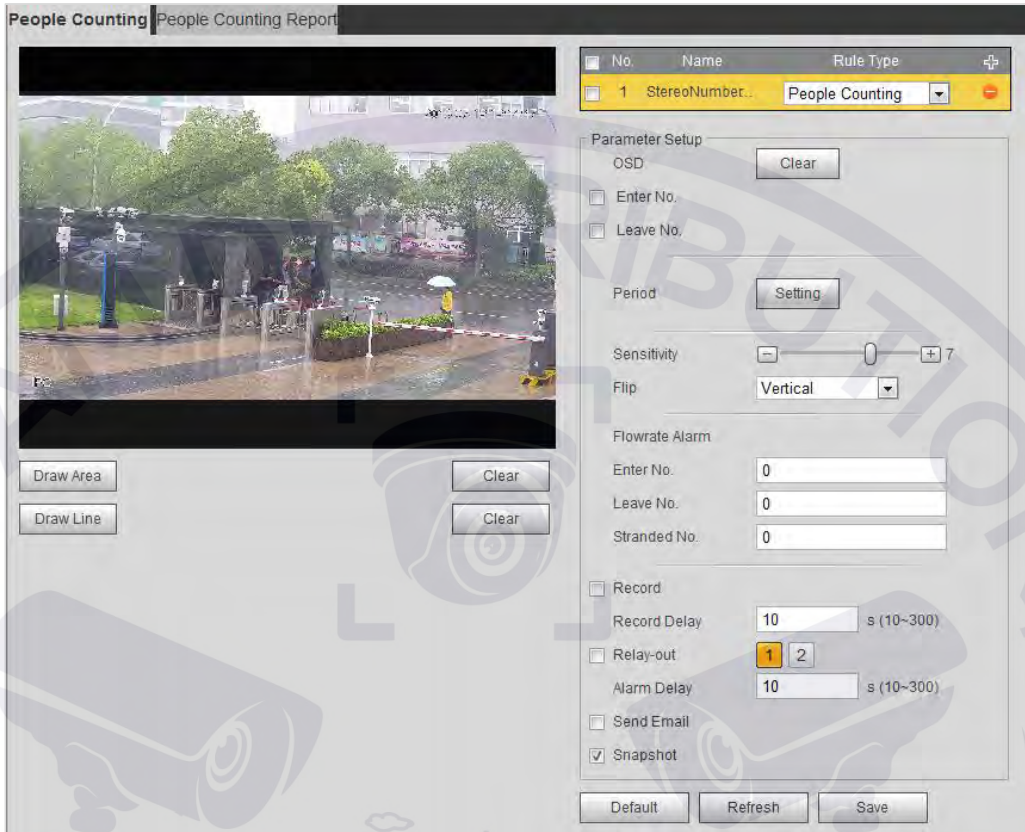 People Counting People Counting Report
No. Name Rule Type
1 StereoNumber... People Counting
Parameter Setup
OSD Clear
Enter No.
Leave No.
Period Setting
Sensitivity 7
Flip Vertical
Flowrate Alarm
Enter No. 0
Leave No. 0
Stranded No. 0
Record
Record Delay 10 s (10~300)
Relay-out 1 2
Alarm Delay 10 s (10~300)
Send Email
Snapshot
Default Refresh Save
Draw Area Clear
Draw Line Clear